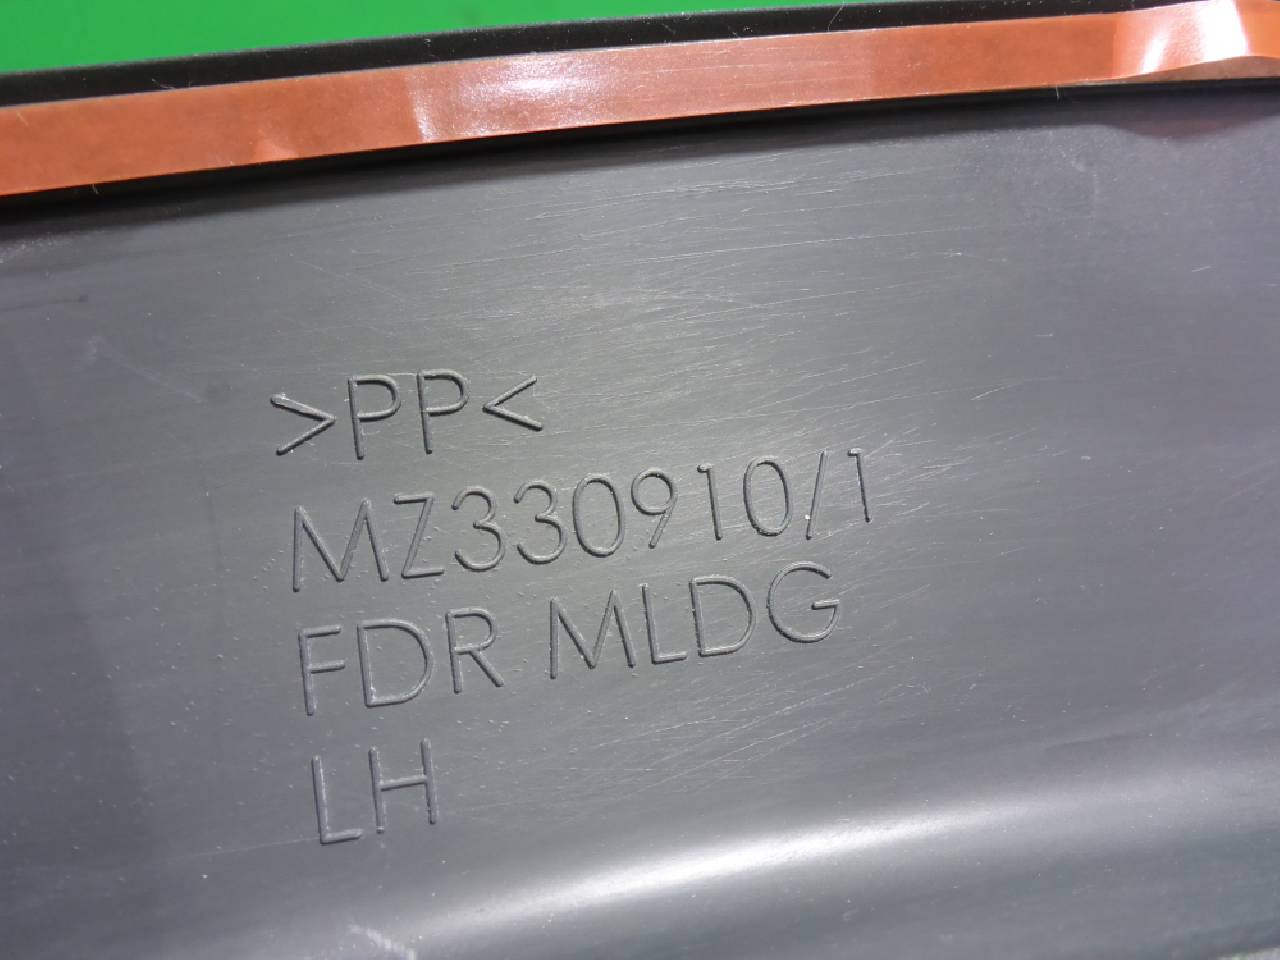 >PP<
MZ330910/1
FDR MLDG
LH